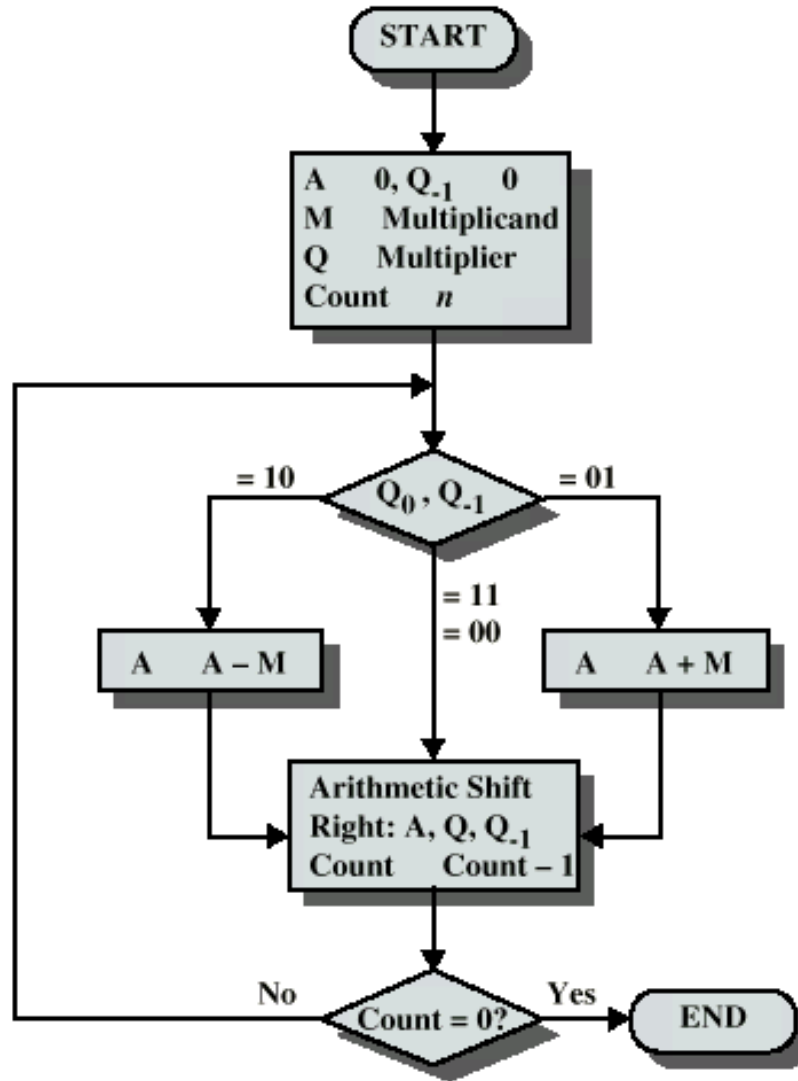 START
A 0, Q-1 0
M Multiplicand
Q Multiplier
Count n
= 10
Q0 , Q-1
= 01
= 11
= 00
A A – M
A A + M
Arithmetic Shift
Right: A, Q, Q-1
Count Count – 1
No
Count = 0?
Yes
END